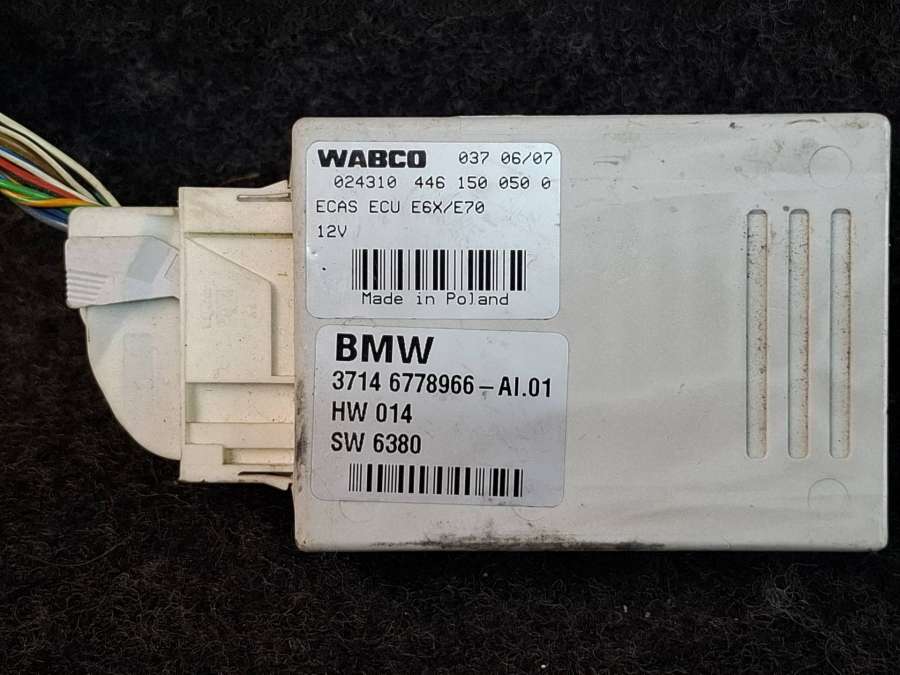 WABCO 037 06/07
024310 446 150 050 0
ECAS ECU E6X/E70
12V
Made in Poland
BMW
3714 6778966-AI.01
HW 014
SW 6380